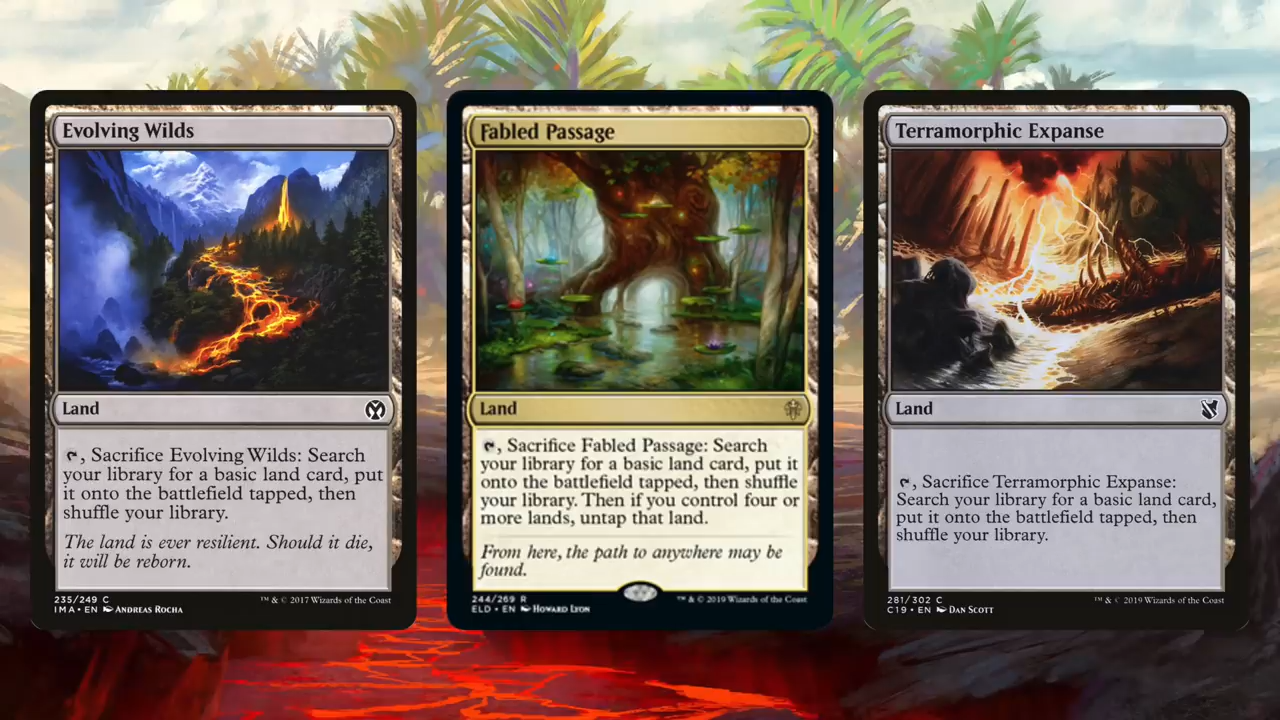 Evolving Wilds
Land
, Sacrifice Evolving Wilds: Search
your library for a basic land card, put
it onto the battlefield tapped, then
shuffle your library.
The land is ever resilient. Should it die,
it will be reborn.
235/249 C
IMA • EN Andreas Rocha
™ & © 2017 Wizards of the Coast
Fabled Passage
Land
, Sacrifice Fabled Passage: Search
your library for a basic land card, put it
onto the battlefield tapped, then shuffle
your library. Then if you control four or
more lands, untap that land.
From here, the path to anywhere may be
found.
244/269 R
ELD • EN Howard Lyon
™ & © 2019 Wizards of the Coast
Terramorphic Expanse
Land
, Sacrifice Terramorphic Expanse:
Search your library for a basic land card,
put it onto the battlefield tapped, then
shuffle your library.
281/302 C
C19 • EN Dan Scott
™ & © 2019 Wizards of the Coast